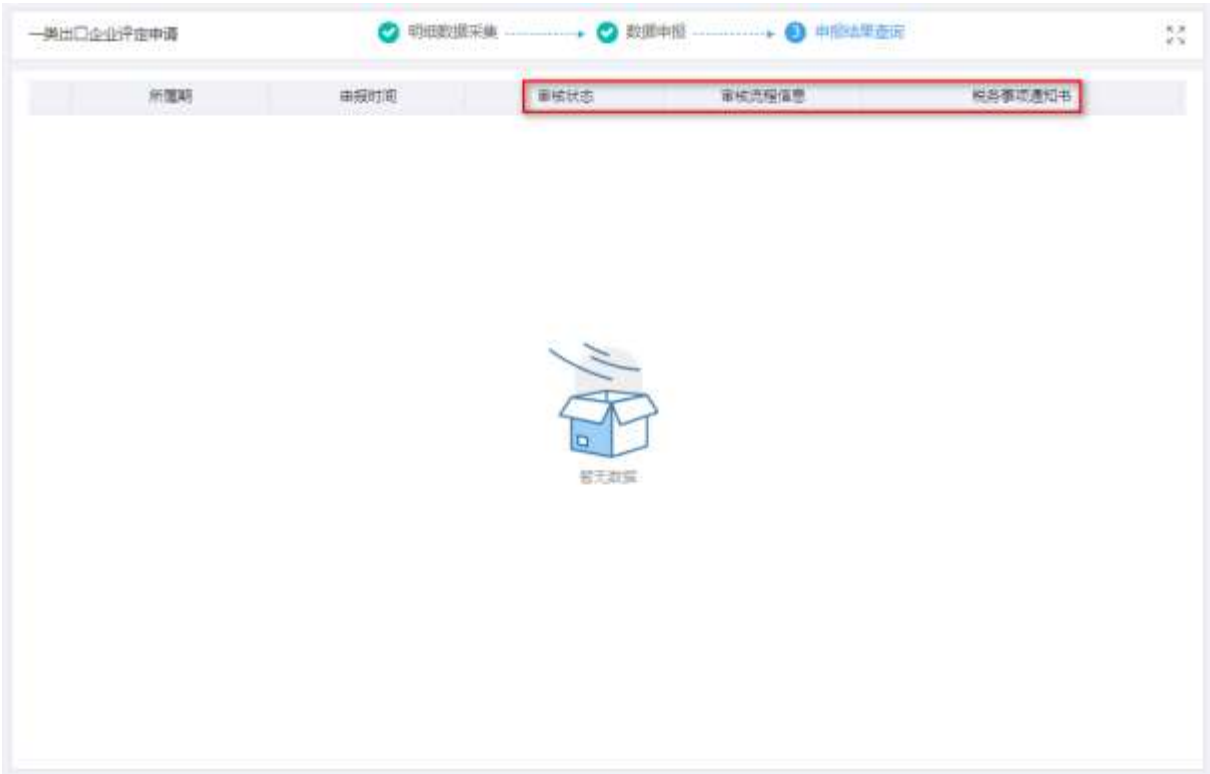 一类出口企业评定申请 明细数据采集 数据申报 3 申报结果查询
所属期 申报时间 审核状态 审核流程信息 税务事项通知书
暂无数据